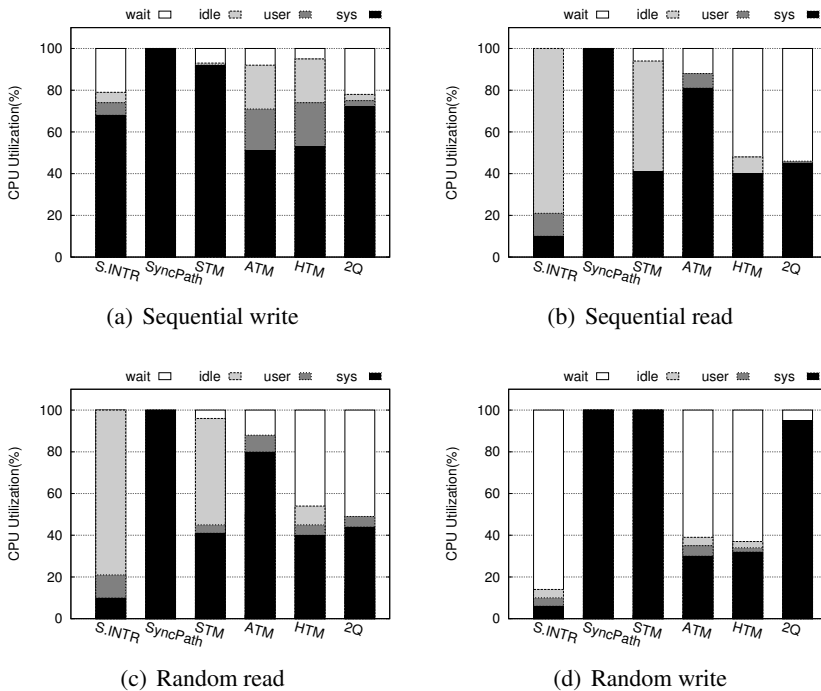 wait idle user sys
CPU Utilization(%)
100
80
60
40
20
0
S.INTR SyncPath STM ATM HTM 2Q
(a) Sequential write
wait idle user sys
CPU Utilization(%)
100
80
60
40
20
0
S.INTR SyncPath STM ATM HTM 2Q
(b) Sequential read
wait idle user sys
CPU Utilization(%)
100
80
60
40
20
0
S.INTR SyncPath STM ATM HTM 2Q
(c) Random read
wait idle user sys
CPU Utilization(%)
100
80
60
40
20
0
S.INTR SyncPath STM ATM HTM 2Q
(d) Random write